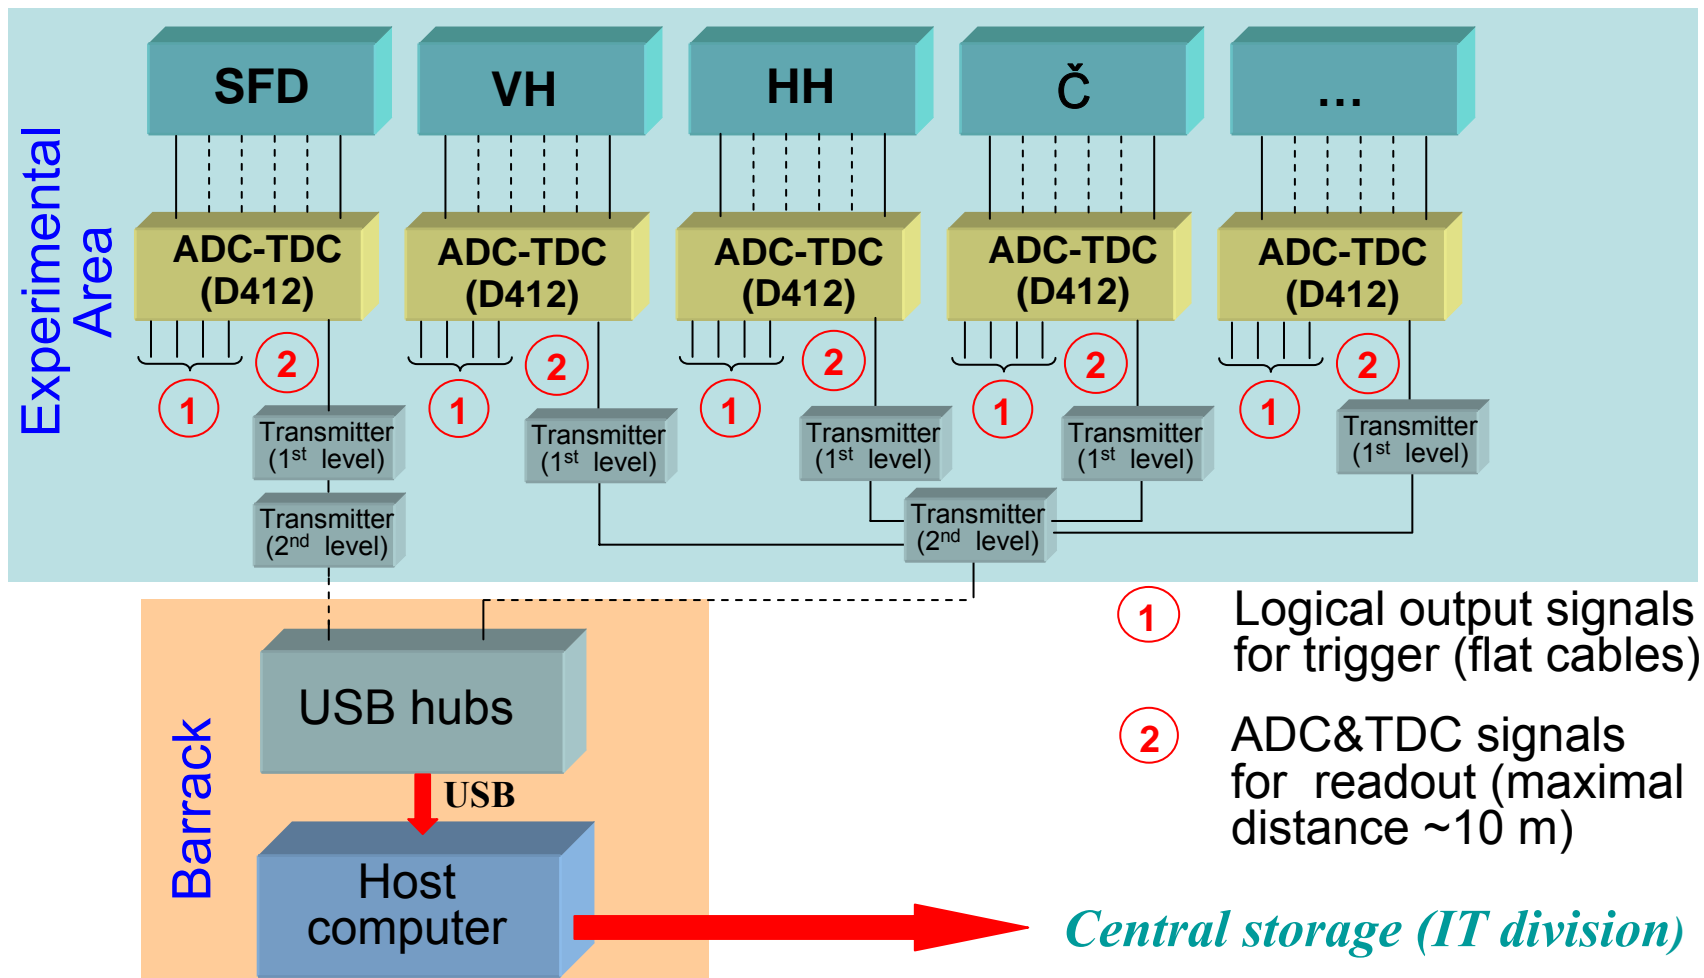 SFD
VH
HH
Č
...
Experimental
Area
ADC-TDC
(D412)
ADC-TDC
(D412)
ADC-TDC
(D412)
ADC-TDC
(D412)
ADC-TDC
(D412)
2
2
2
2
2
1
1
1
1
1
Transmitter
(1st level)
Transmitter
(1st level)
Transmitter
(1st level)
Transmitter
(1st level)
Transmitter
(1st level)
Transmitter
(2nd level)
Transmitter
(2nd level)
1
Logical output signals
for trigger (flat cables)
2
ADC&TDC signals
for readout (maximal
distance ~10 m)
Barrack
USB hubs
USB
Host
computer
Central storage (IT division)